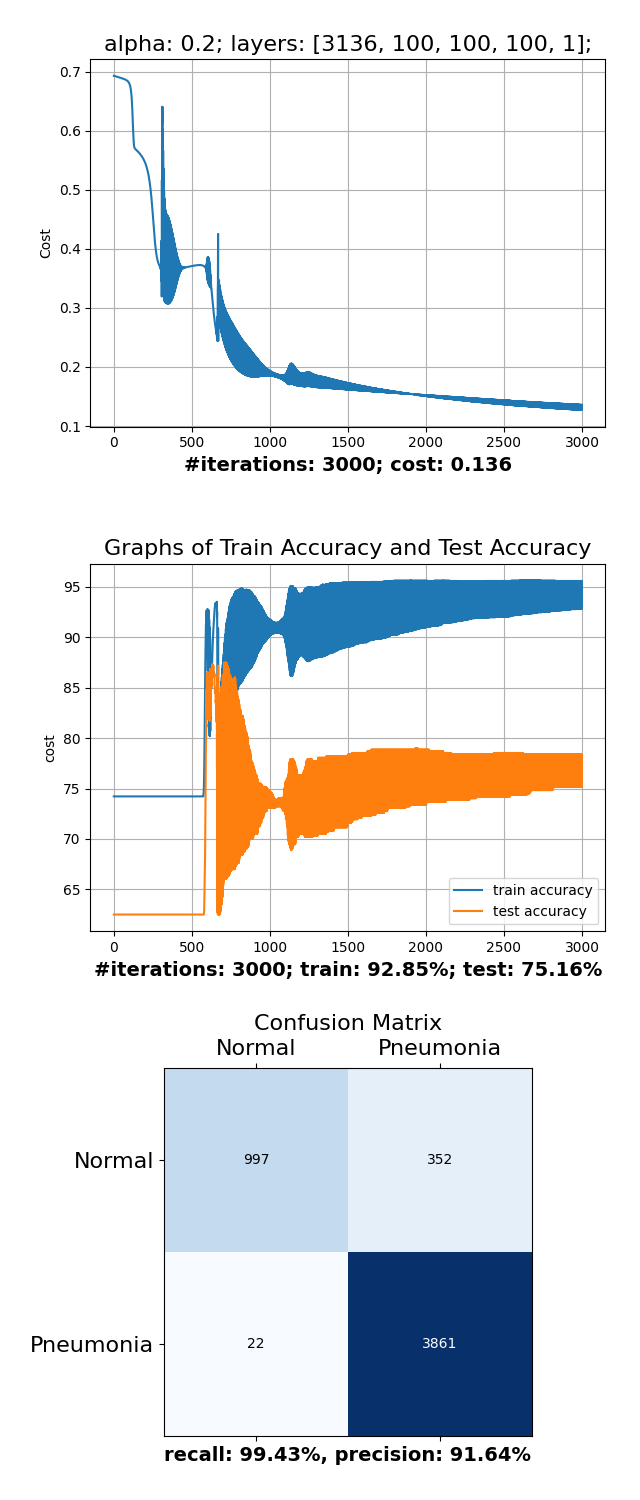 alpha: 0.2; layers: [3136, 100, 100, 100, 1];
0.7
0.6
0.5
0.4
0.3
0.2
0.1
Cost
0 500 1000 1500 2000 2500 3000
#iterations: 3000; cost: 0.136
Graphs of Train Accuracy and Test Accuracy
95
90
85
80
75
70
65
cost
train accuracy
test accuracy
0 500 1000 1500 2000 2500 3000
#iterations: 3000; train: 92.85%; test: 75.16%
Confusion Matrix
Normal Pneumonia
Normal 997 352
Pneumonia 22 3861
recall: 99.43%, precision: 91.64%